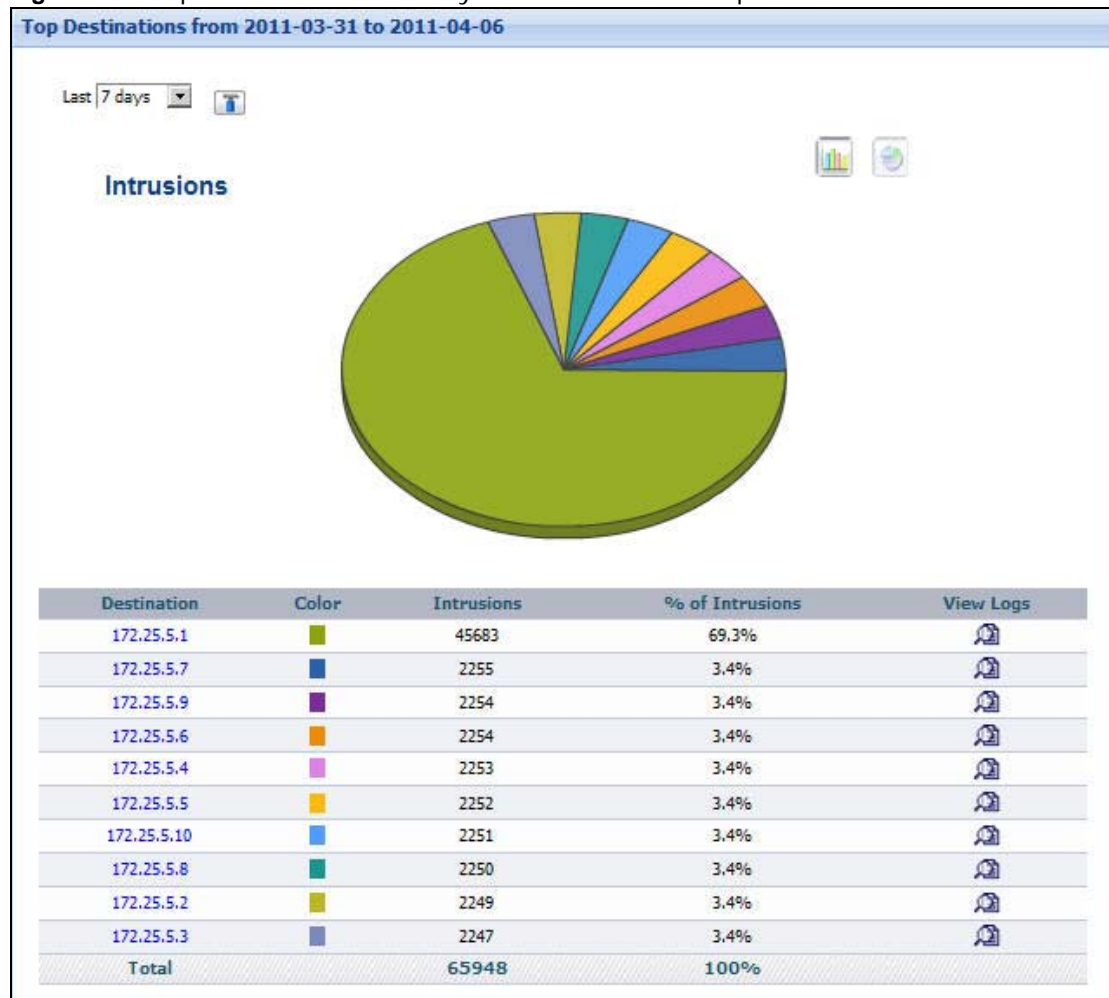 Top Destinations from 2011-03-31 to 2011-04-06
Last 7 days
Intrusions
Destination Color Intrusions % of Intrusions View Logs
172.25.5.1 45683 69.3%
172.25.5.7 2255 3.4%
172.25.5.9 2254 3.4%
172.25.5.6 2254 3.4%
172.25.5.4 2253 3.4%
172.25.5.5 2252 3.4%
172.25.5.10 2251 3.4%
172.25.5.8 2250 3.4%
172.25.5.2 2249 3.4%
172.25.5.3 2247 3.4%
Total 65948 100%